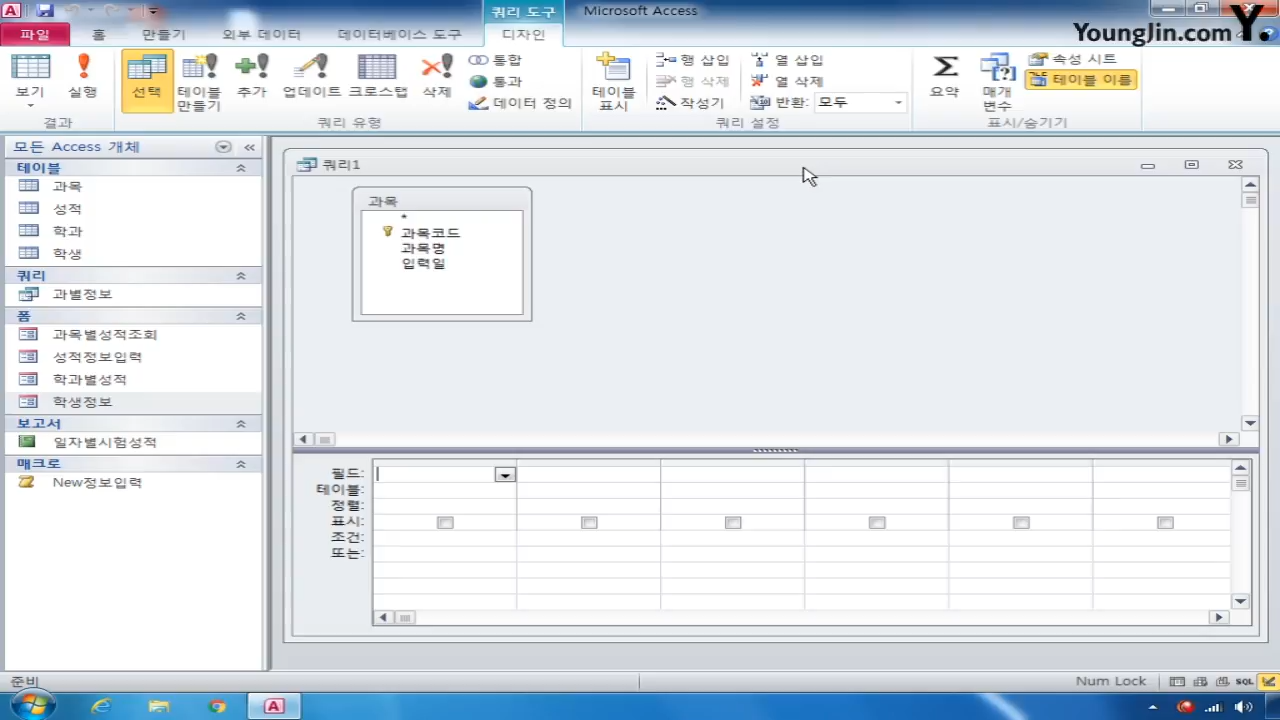 쿼리 도구
Microsoft Access
파일
홈
만들기
외부 데이터
데이터베이스 도구
디자인
YoungJin.com Y.
보기
실행
결과
선택
테이블
만들기
추가
업데이트
크로스탭
삭제
통합
통과
데이터 정의
쿼리 유형
테이블
표시
행 삽입
행 삭제
작성기
열 삽입
열 삭제
반환: 모두
쿼리 설정
요약
매개
변수
속성 시트
테이블 이름
표시/숨기기
모든 Access 개체
테이블
과목
성적
학과
학생
쿼리
과별정보
폼
과목별성적조회
성적정보입력
학과별성적
학생정보
보고서
일자별시험성적
매크로
New정보입력
쿼리1
과목
*
과목코드
과목명
입력일
필드:
테이블:
정렬:
표시:
조건:
또는:
준비
Num Lock
SQL